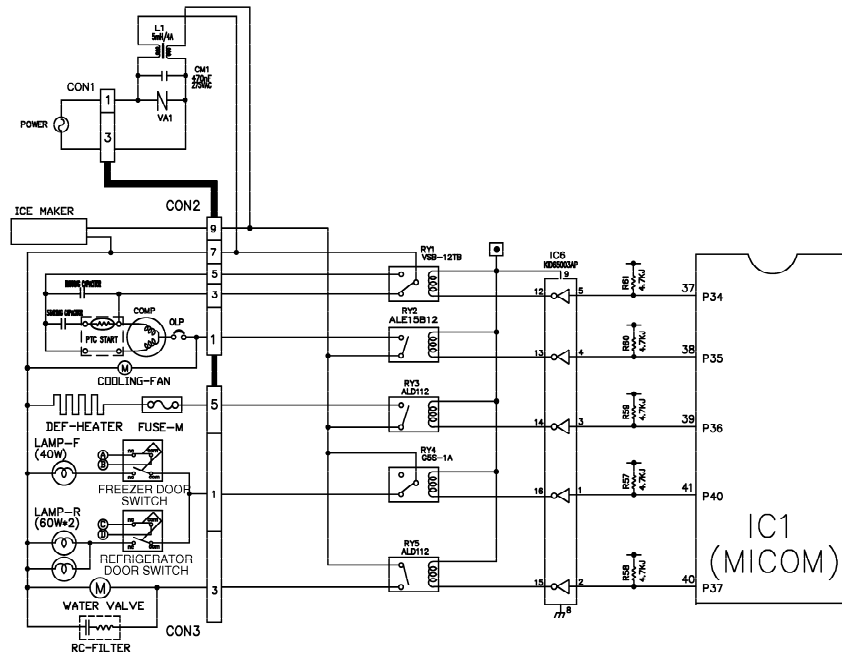 L1
5mH/4A
CM1
470nF
275VAC
CON1
1
VA1
POWER
3
CON2
ICE MAKER
9
7
5
3
1
RY1
VSB-12TB
IC6
KID65003AP
9
12
5
R61
4.7KJ
37
P34
COMP
OLP
PTC START
M
COOLING-FAN
RY2
ALE15B12
13
4
R60
4.7KJ
38
P35
5
DEF-HEATER
FUSE-M
RY3
ALD112
14
3
R59
4.7KJ
39
P36
LAMP-F
(40W)
A
B
FREEZER DOOR
SWITCH
1
RY4
G5S-1A
16
1
R57
4.7KJ
41
P40
LAMP-R
(60W*2)
C
D
REFRIGERATOR
DOOR SWITCH
IC1
(MICOM)
RY5
ALD112
15
2
R58
4.7KJ
40
P37
M
WATER VALVE
3
8
CON3
RC-FILTER